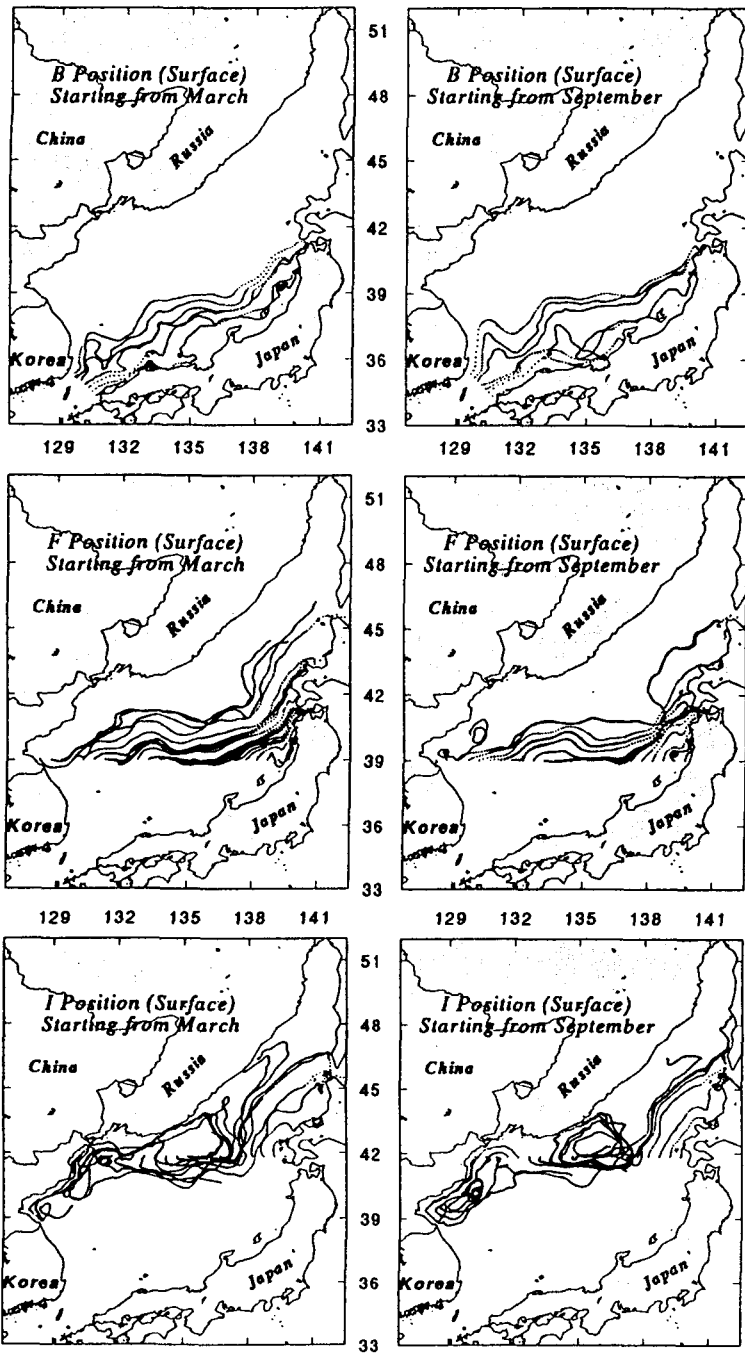 51
B Position (Surface)
Starting from March
48
B Position (Surface)
Starting from September
China
Russia
45
China
Russia
42
39
Korea
36
Japan
Korea
Japan
33
129 132 135 138 141
129 132 135 138 141
51
F Position (Surface)
Starting from March
48
F Position (Surface)
Starting from September
China
Russia
45
China
Russia
42
39
Korea
36
Japan
Korea
Japan
33
129 132 135 138 141
129 132 135 138 141
51
I Position (Surface)
Starting from March
48
I Position (Surface)
Starting from September
China
Russia
45
China
Russia
42
39
Korea
36
Japan
Korea
Japan
33